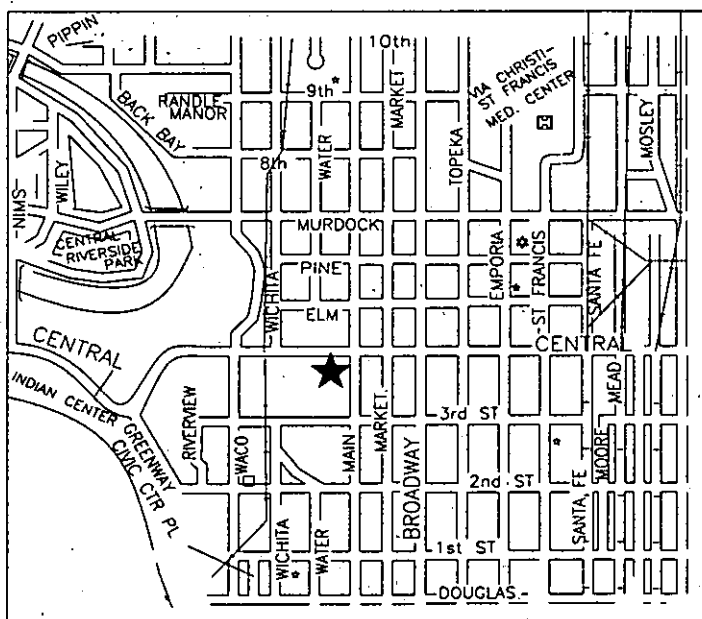 PIPPIN
10th
VIA CHRISTI-
ST FRANCIS
MED. CENTER
H
BACK BAY
RANDLE
MANOR
9th
MARKET
WATER
8th
TOPEKA
MOSLEY
NIMS
WILEY
CENTRAL
RIVERSIDE
PARK
MURDOCK
PINE
ELM
WICHITA
EMPORIA
ST FRANCIS
SANTA FE
CENTRAL
CENTRAL
INDIAN CENTER GREENWAY
CIVIC CTR PL
RIVERVIEW
WACO
MAIN
MARKET
BROADWAY
3rd ST
2nd ST
1st ST
MEAD
MOORE
SANTA FE
WICHITA
WATER
DOUGLAS